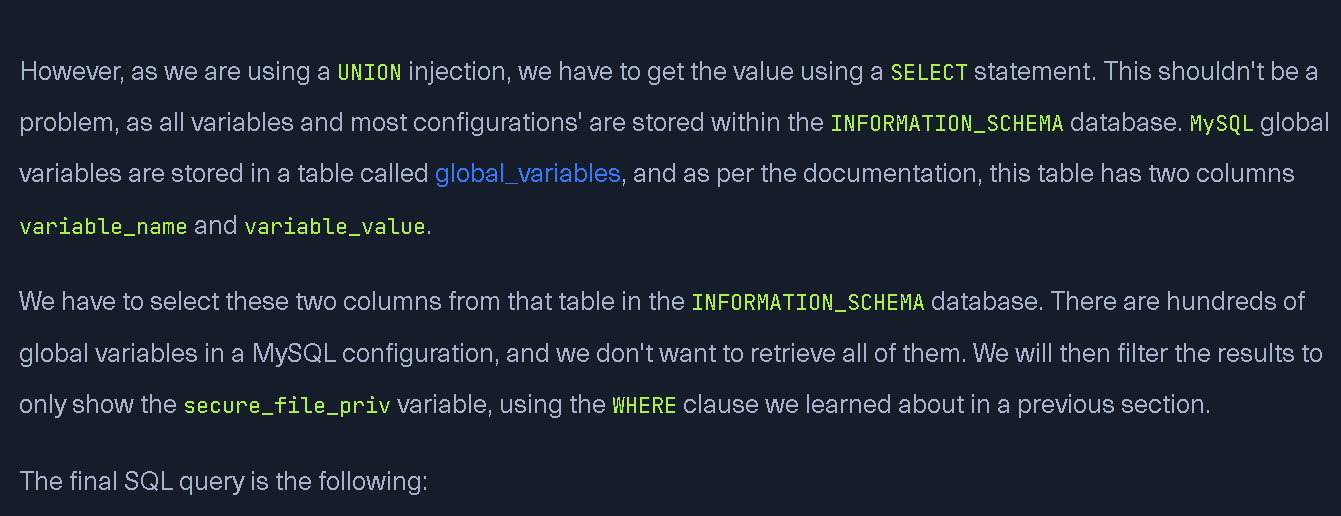 However, as we are using a UNION injection, we have to get the value using a SELECT statement. This shouldn't be a
problem, as all variables and most configurations' are stored within the INFORMATION_SCHEMA database. MySQL global
variables are stored in a table called global_variables, and as per the documentation, this table has two columns
variable_name and variable_value.
We have to select these two columns from that table in the INFORMATION_SCHEMA database. There are hundreds of
global variables in a MySQL configuration, and we don't want to retrieve all of them. We will then filter the results to
only show the secure_file_priv variable, using the WHERE clause we learned about in a previous section.
The final SQL query is the following: